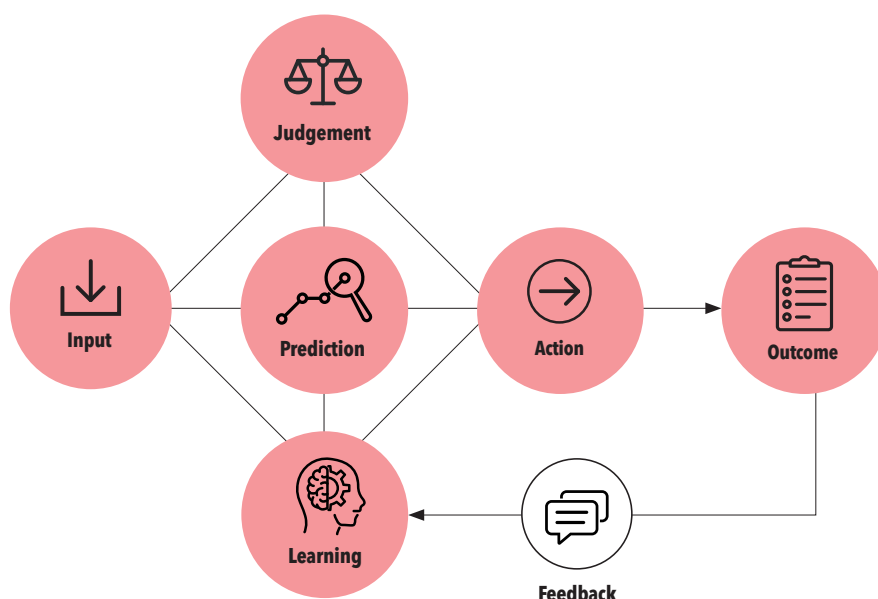 Judgement
Input
Prediction
Action
Outcome
Learning
Feedback